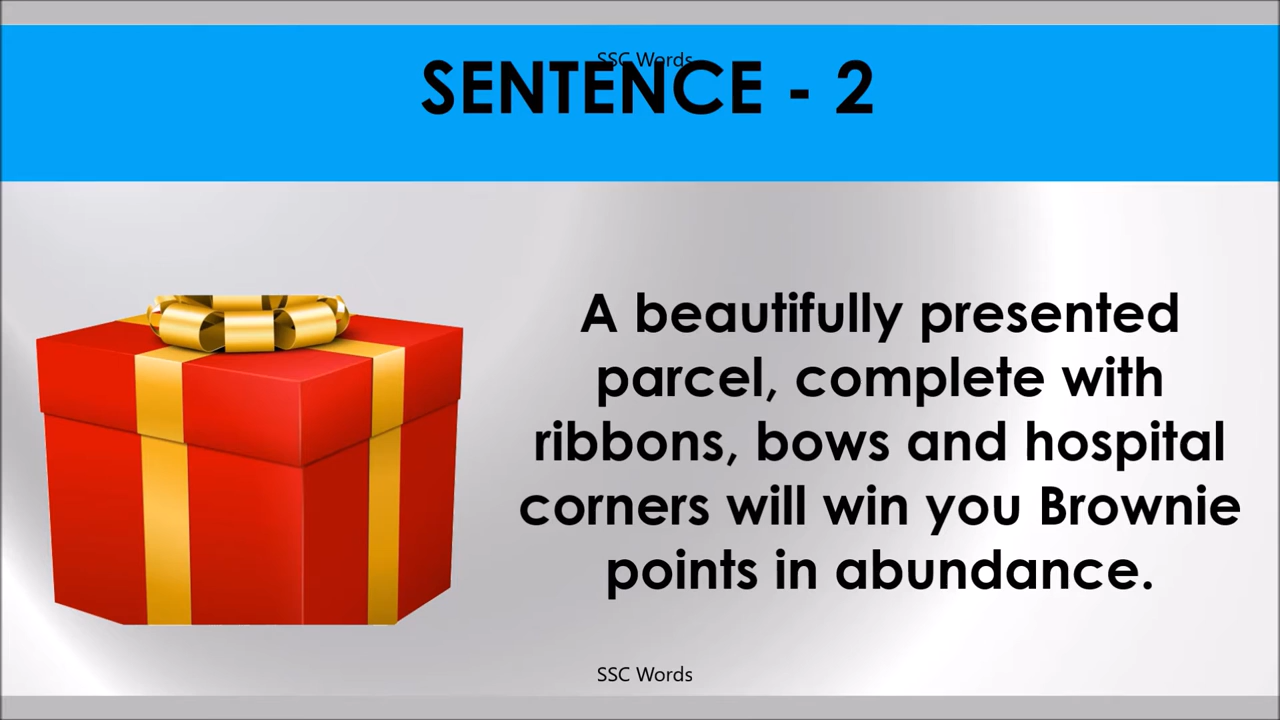 SSC Words
SENTENCE - 2
A beautifully presented
parcel, complete with
ribbons, bows and hospital
corners will win you Brownie
points in abundance.
SSC Words